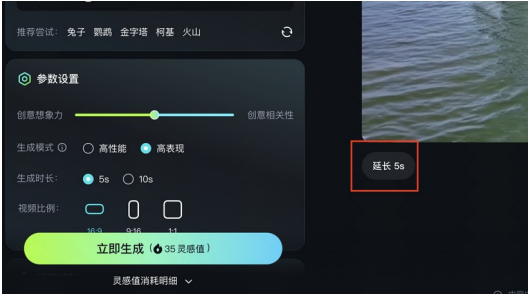 推荐尝试: 兔子 鹦鹉 金字塔 柯基 火山
参数设置
创意想象力 创意相关性
生成模式 高性能 高表现
生成时长: 5s 10s
视频比例:
16:9 9:16 1:1
立即生成 (35灵感值)
灵感值消耗明细
延长 5s